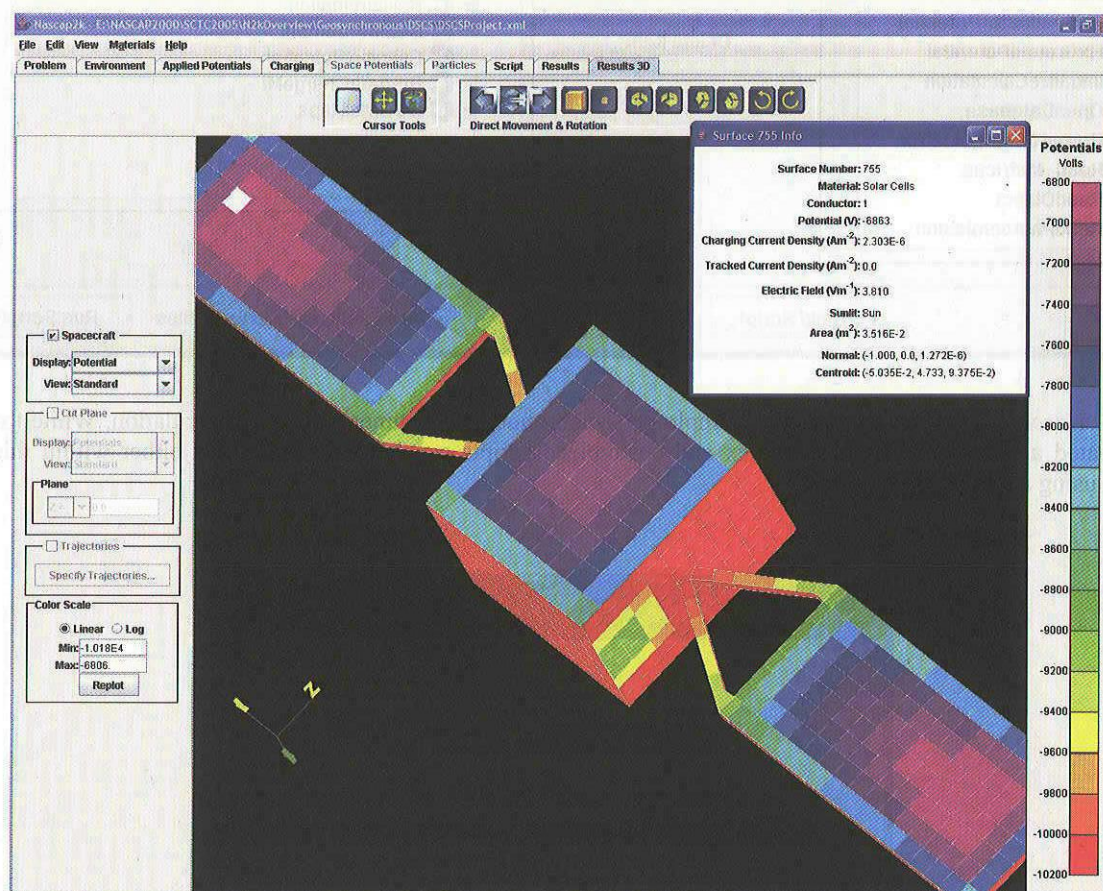 Nascap2k - E:\NASCAP2000\SCTC2005\N2kOverview\Geosynchronous\DSCS\DSCSProject.xml
File Edit View Materials Help
Problem Environment Applied Potentials Charging Space Potentials Particles Script Results Results 3D
Cursor Tools
Direct Movement & Rotation
Surface 755 Info
Surface Number: 755
Material: Solar Cells
Conductor: 1
Potential (V): -6863.
Charging Current Density (Am-2): 2.303E-6
Tracked Current Density (Am-2): 0.0
Electric Field (Vm-1): 3.810
Sunlit: Sun
Area (m2): 3.516E-2
Normal: (-1.000, 0.0, 1.272E-6)
Centroid: (-5.035E-2, 4.733, 9.375E-2)
Potentials
Volts
-6800
-7000
-7200
-7400
-7600
-7800
-8000
-8200
-8400
-8600
-8800
-9000
-9200
-9400
-9600
-9800
-10000
-10200
Spacecraft
Display: Potential
View: Standard
Cut Plane
Display: Potentials
View: Standard
Plane
0.0
Trajectories
Specify Trajectories...
Color Scale
Linear Log
Min: -1.018E4
Max: -6806.
Replot
Z